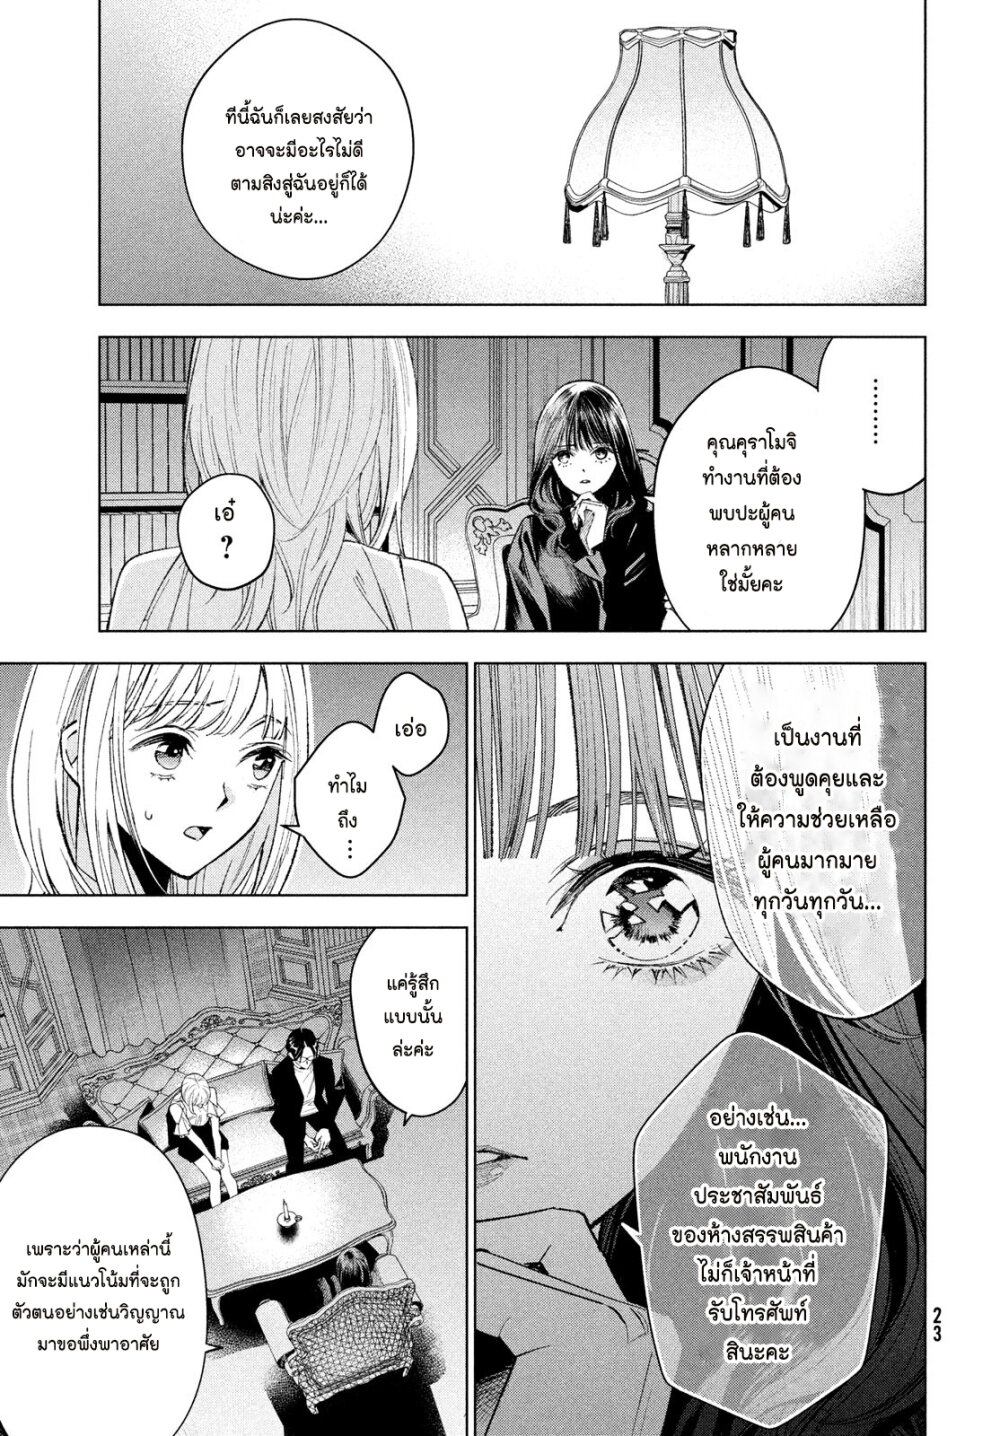 ทีนี้ฉันก็เลยสงสัยว่า
อาจจะมีอะไรไม่ดี
ตามสิงสู่ฉันอยู่ก็ได้
น่ะค่ะ...
.........
คุณคุราโมจิ
ทำงานที่ต้อง
พบปะผู้คน
หลากหลาย
ใช่มั้ยคะ
เอ๋
?
เป็นงานที่
ต้องพูดคุยและ
ให้ความช่วยเหลือ
ผู้คนมากมาย
ทุกวันทุกวัน...
เอ่อ
ทำไม
ถึง
...
อย่างเช่น...
พนักงาน
ประชาสัมพันธ์
ของห้างสรรพสินค้า
ไม่ก็เจ้าหน้าที่
รับโทรศัพท์
สินะคะ
แค่รู้สึก
แบบนั้น
ล่ะค่ะ
เพราะว่าผู้คนเหล่านี้
มักจะมีแนวโน้มที่จะถูก
ตัวตนอย่างเช่นวิญญาณ
มาขอพึ่งพาอาศัย
23